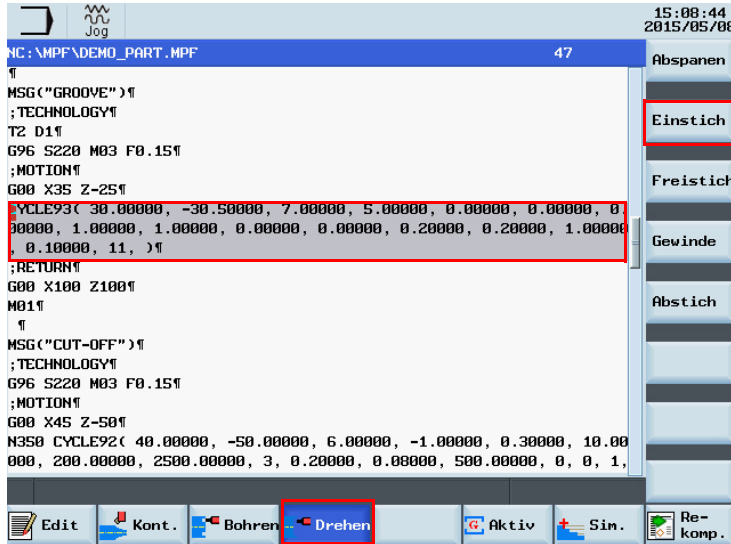 Jog
15:08:44
2015/05/08
NC:\MPF\DEMO_PART.MPF 47
¶
MSG("GROOVE")¶
;TECHNOLOGY¶
T2 D1¶
G96 S220 M03 F0.15¶
;MOTION¶
G00 X35 Z-25¶
CYCLE93( 30.00000, -30.50000, 7.00000, 5.00000, 0.00000, 0.00000, 0.
00000, 1.00000, 1.00000, 0.00000, 0.00000, 0.20000, 0.20000, 1.00000
, 0.10000, 11, )¶
;RETURN¶
G00 X100 Z100¶
M01¶
¶
MSG("CUT-OFF")¶
;TECHNOLOGY¶
G96 S220 M03 F0.15¶
;MOTION¶
G00 X45 Z-50¶
N350 CYCLE92( 40.00000, -50.00000, 6.00000, -1.00000, 0.30000, 10.00
000, 200.00000, 2500.00000, 3, 0.20000, 0.08000, 500.00000, 0, 0, 1,
Abspanen
Einstich
Freistich
Gewinde
Abstich
Edit
Kont.
Bohren
Drehen
G Aktiv
Sim.
Re-
komp.